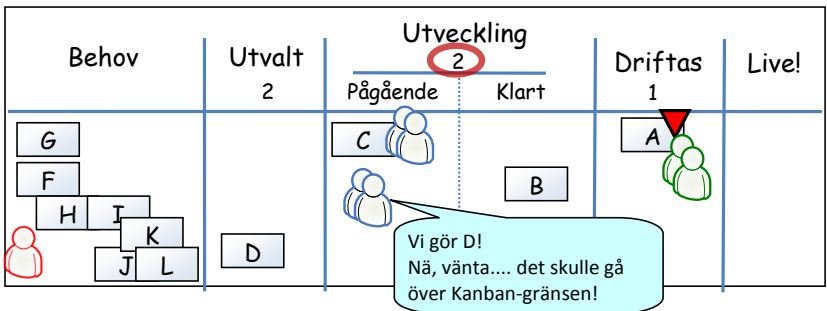 Behov
Utvalt
2
Utveckling
2
Pågående
Klart
Driftas
1
Live!
G
F
H
I
K
J
L
D
C
B
A
Vi gör D!
Nä, vänta.... det skulle gå
över Kanban-gränsen!